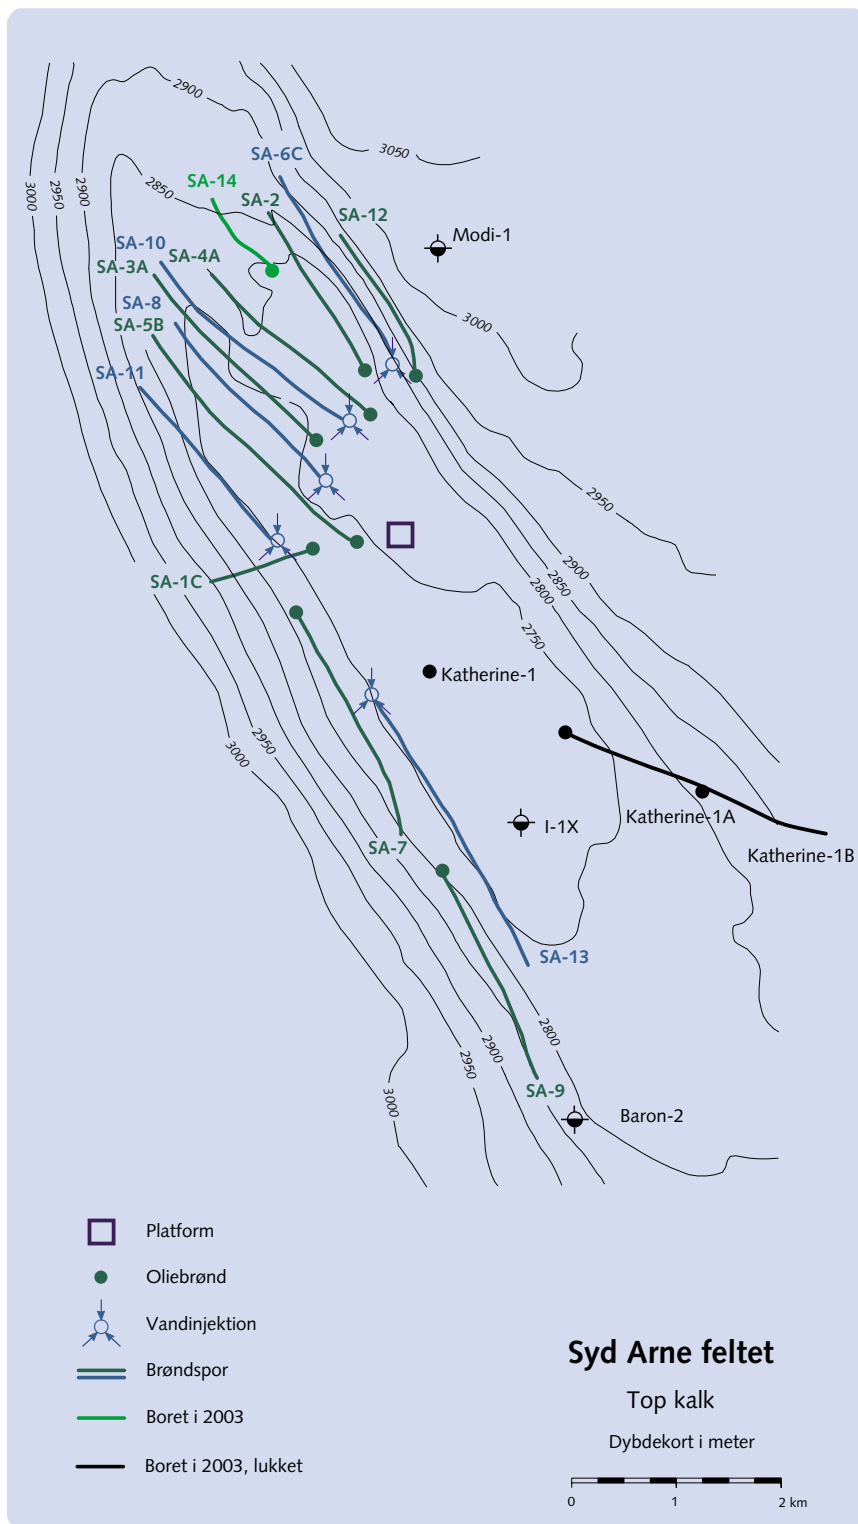 2900
3050
SA-6C
SA-14
2850
SA-2
3000
2950
2900
SA-12
Modi-1
SA-10
SA-4A
SA-3A
SA-8
SA-5B
3000
SA-11
2950
2900
2850
2800
SA-1C
2750
Katherine-1
2950
3000
Katherine-1A
I-1X
SA-7
Katherine-1B
SA-13
2800
2900
2950
SA-9
3000
Baron-2
Platform
Oliebrønd
Vandinjektion
Brøndspor
Boret i 2003
Boret i 2003, lukket
Syd Arne feltet
Top kalk
Dybdekort i meter
0 1 2 km